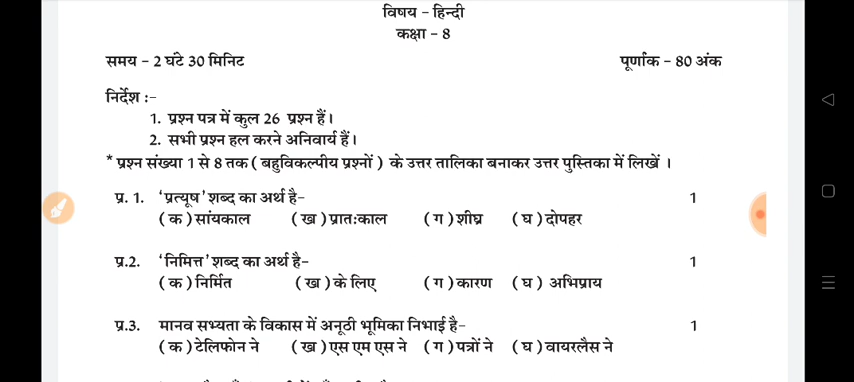 विषय - हिन्दी
कक्षा - 8
समय - 2 घंटे 30 मिनिट पूर्णांक - 80 अंक
निर्देश :-
1. प्रश्न पत्र में कुल 26 प्रश्न हैं।
2. सभी प्रश्न हल करने अनिवार्य हैं।
* प्रश्न संख्या 1 से 8 तक ( बहुविकल्पीय प्रश्नों ) के उत्तर तालिका बनाकर उत्तर पुस्तिका में लिखें ।
प्र. 1. 'प्रत्यूष' शब्द का अर्थ है- 1
( क ) सांयकाल ( ख ) प्रात:काल ( ग ) शीघ्र ( घ ) दोपहर
प्र.2. 'निमित्त' शब्द का अर्थ है- 1
( क ) निर्मित ( ख ) के लिए ( ग ) कारण ( घ ) अभिप्राय
प्र.3. मानव सभ्यता के विकास में अनूठी भूमिका निभाई है- 1
( क ) टेलिफोन ने ( ख ) एस एम एस ने ( ग ) पत्रों ने ( घ ) वायरलैस ने